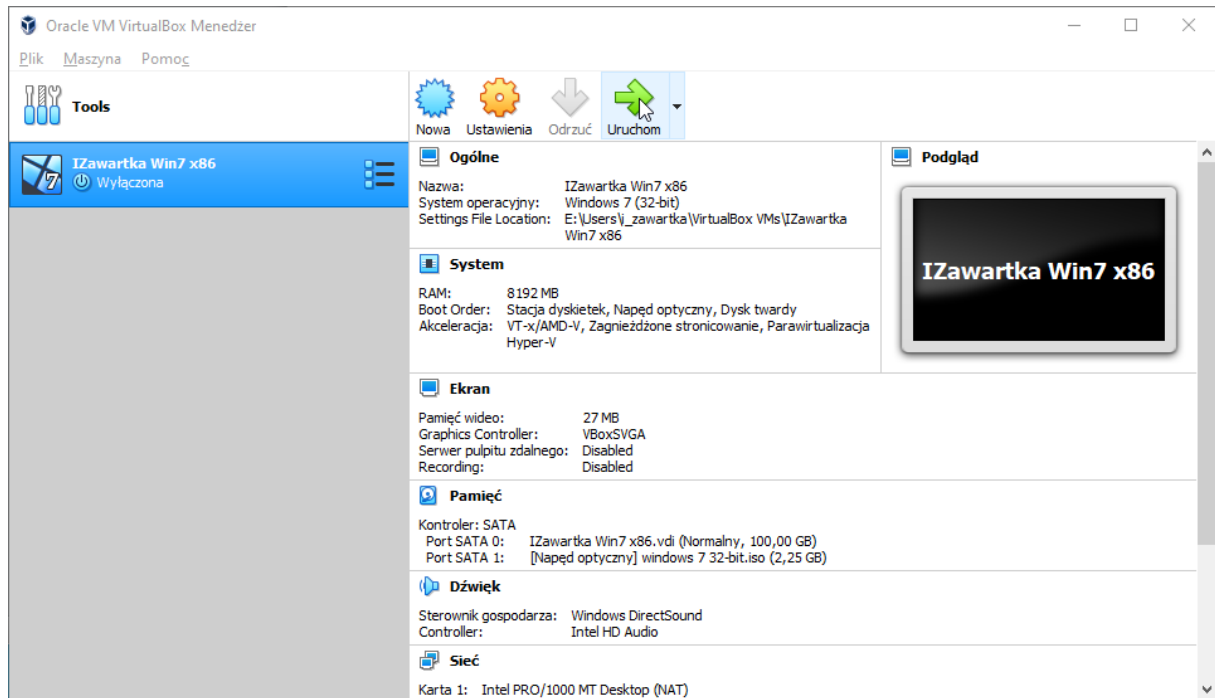 Oracle VM VirtualBox Menedżer
Plik Maszyna Pomoc
Tools
Nowa Ustawienia Odrzuć Uruchom
IZawartka Win7 x86
Wyłączona
7
Ogólne
Nazwa: IZawartka Win7 x86
System operacyjny: Windows 7 (32-bit)
Settings File Location: E:\Users\j_zawartka\VirtualBox VMs\IZawartka
Win7 x86
Podgląd
IZawartka Win7 x86
System
RAM: 8192 MB
Boot Order: Stacja dyskietek, Napęd optyczny, Dysk twardy
Akceleracja: VT-x/AMD-V, Zagnieżdżone stronicowanie, Parawirtualizacja
Hyper-V
Ekran
Pamięć wideo: 27 MB
Graphics Controller: VBoxSVGA
Serwer pulpitu zdalnego: Disabled
Recording: Disabled
Pamięć
Kontroler: SATA
Port SATA 0: IZawartka Win7 x86.vdi (Normalny, 100,00 GB)
Port SATA 1: [Napęd optyczny] windows 7 32-bit.iso (2,25 GB)
Dźwięk
Sterownik gospodarza: Windows DirectSound
Controller: Intel HD Audio
Sieć
Karta 1: Intel PRO/1000 MT Desktop (NAT)